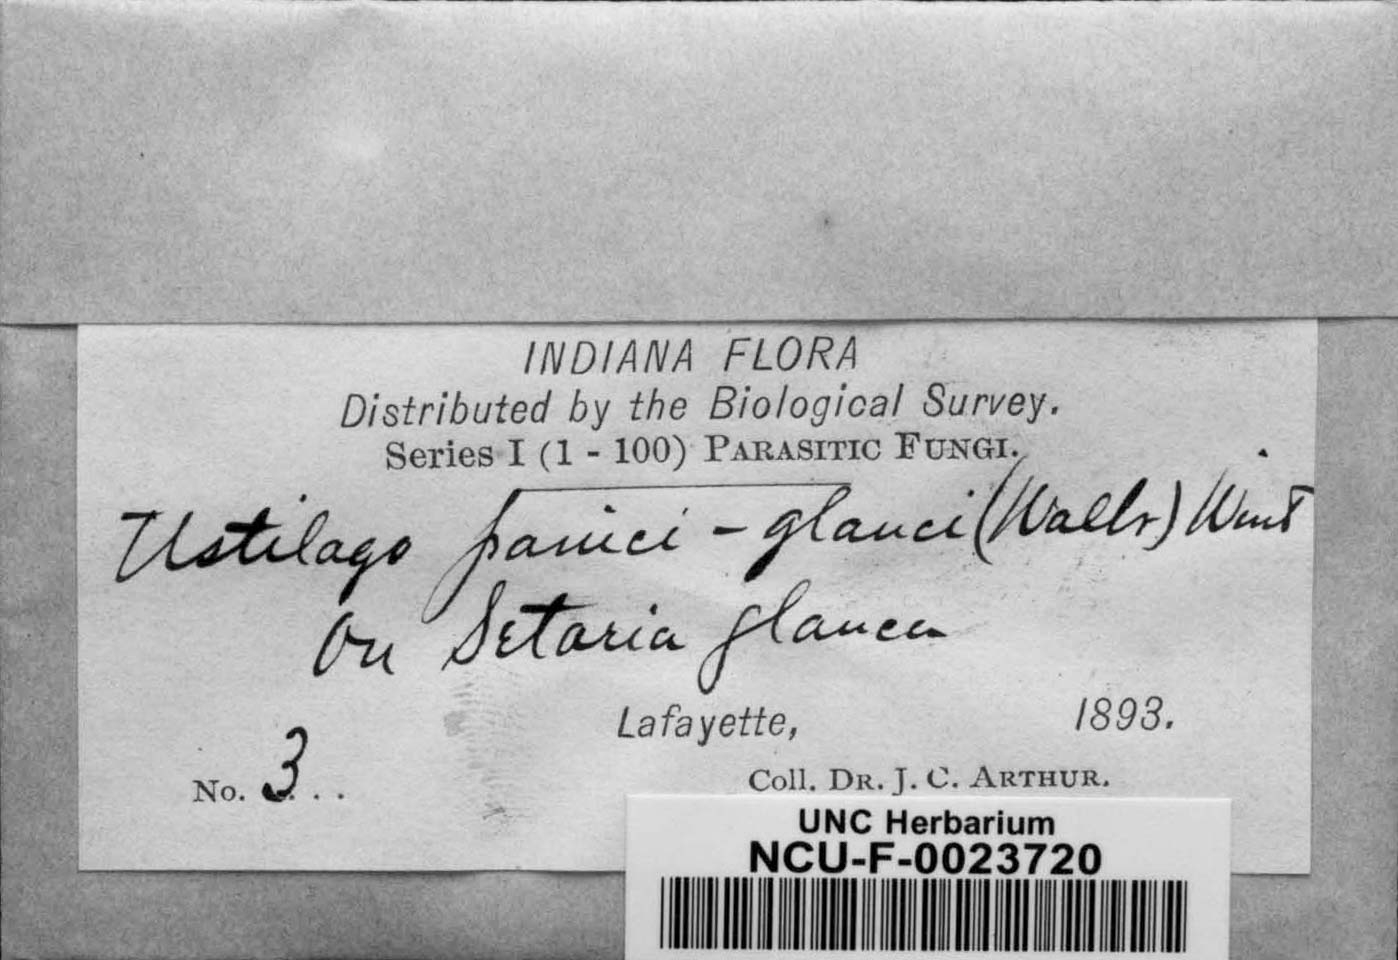 INDIANA FLORA
Distributed by the Biological Survey.
Series I (1 - 100) PARASITIC FUNGI.
Ustilago panici - glauci (Wallr) Wint
On Setaria glauca
Lafayette, 1893.
No. 3 . .
Coll. DR. J. C. ARTHUR.
UNC Herbarium
NCU-F-0023720